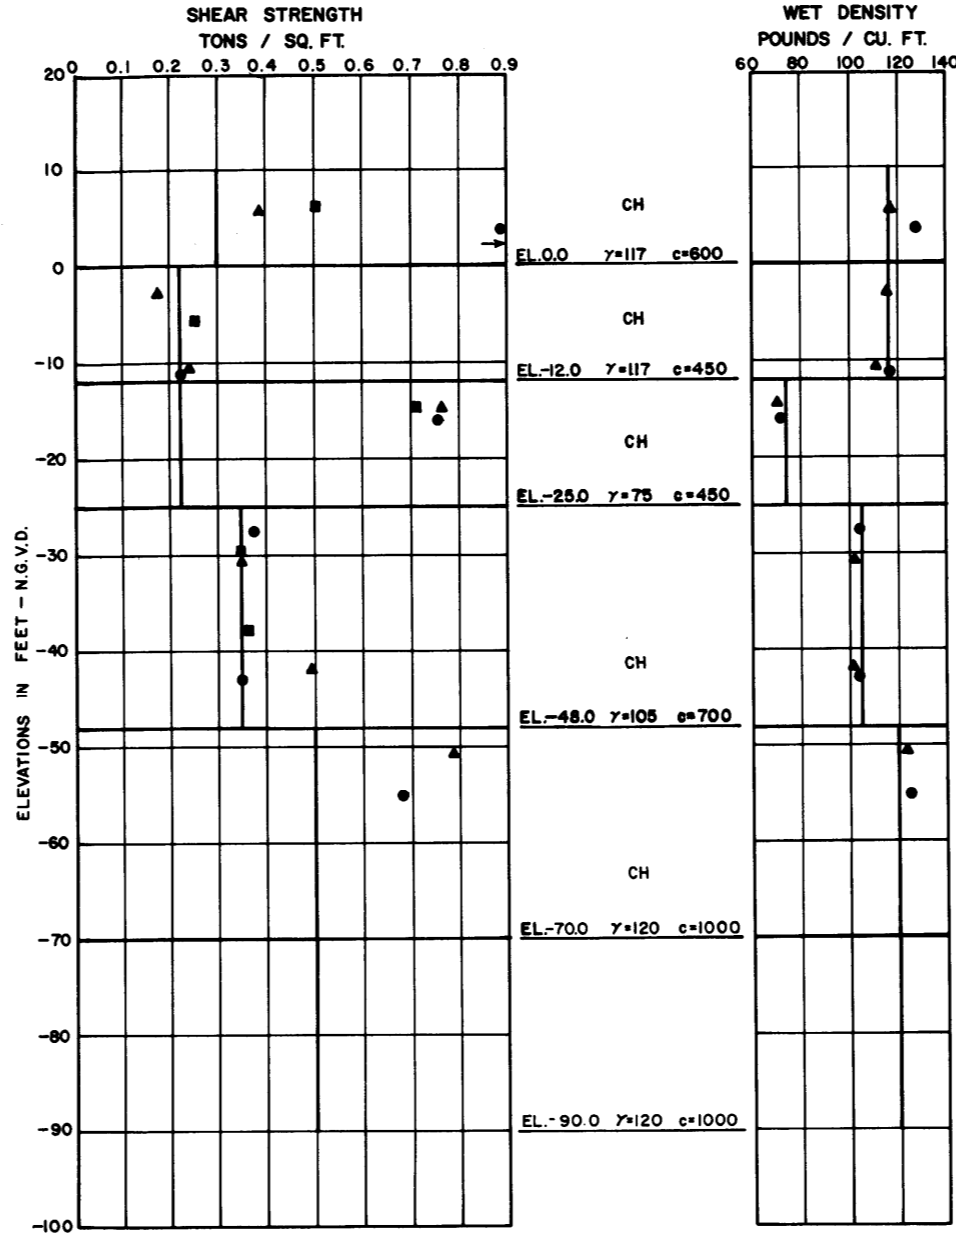 SHEAR STRENGTH
TONS / SQ. FT.
0 0.1 0.2 0.3 0.4 0.5 0.6 0.7 0.8 0.9
WET DENSITY
POUNDS / CU. FT.
60 80 100 120 140
20
10
0
-10
-20
-30
-40
-50
-60
-70
-80
-90
-100
ELEVATIONS IN FEET - N.G.V.D.
CH
EL.0.0 γ=117 c=600
CH
EL.-12.0 γ=117 c=450
CH
EL.-25.0 γ=75 c=450
CH
EL.-48.0 γ=105 c=700
CH
EL.-70.0 γ=120 c=1000
EL.-90.0 γ=120 c=1000